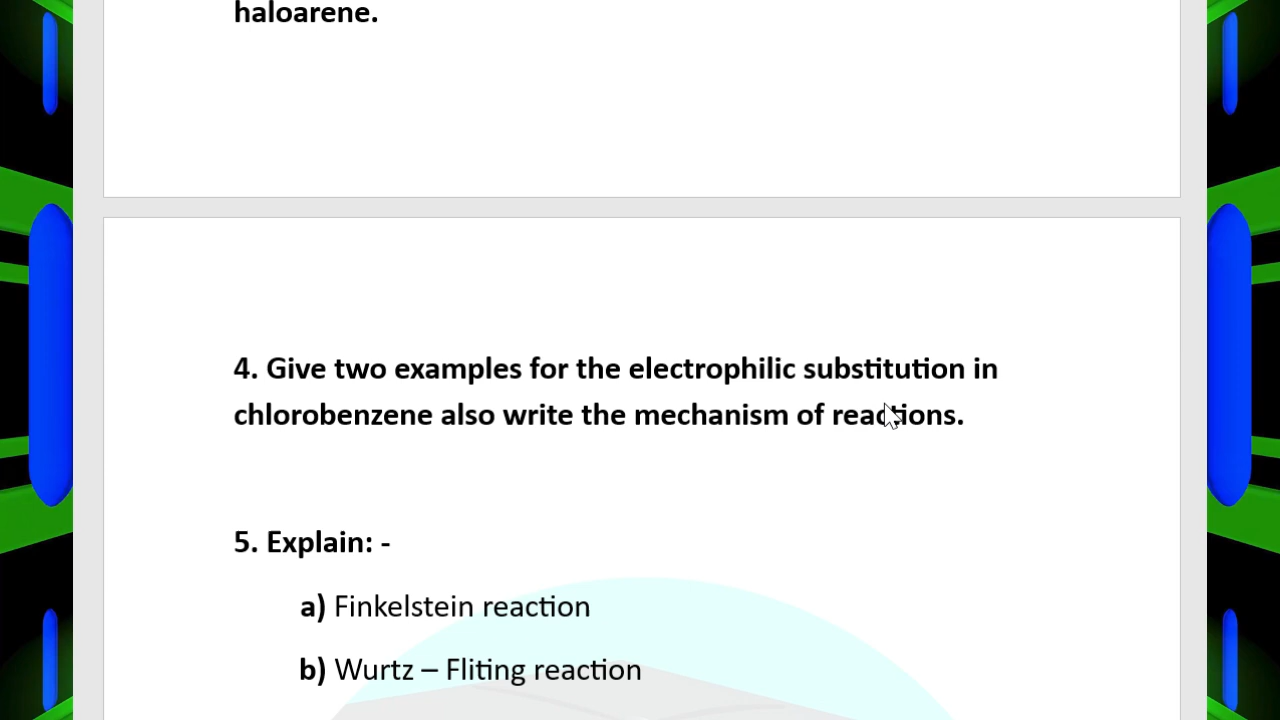 haloarene.
4. Give two examples for the electrophilic substitution in
chlorobenzene also write the mechanism of reactions.
5. Explain: -
a) Finkelstein reaction
b) Wurtz – Fliting reaction